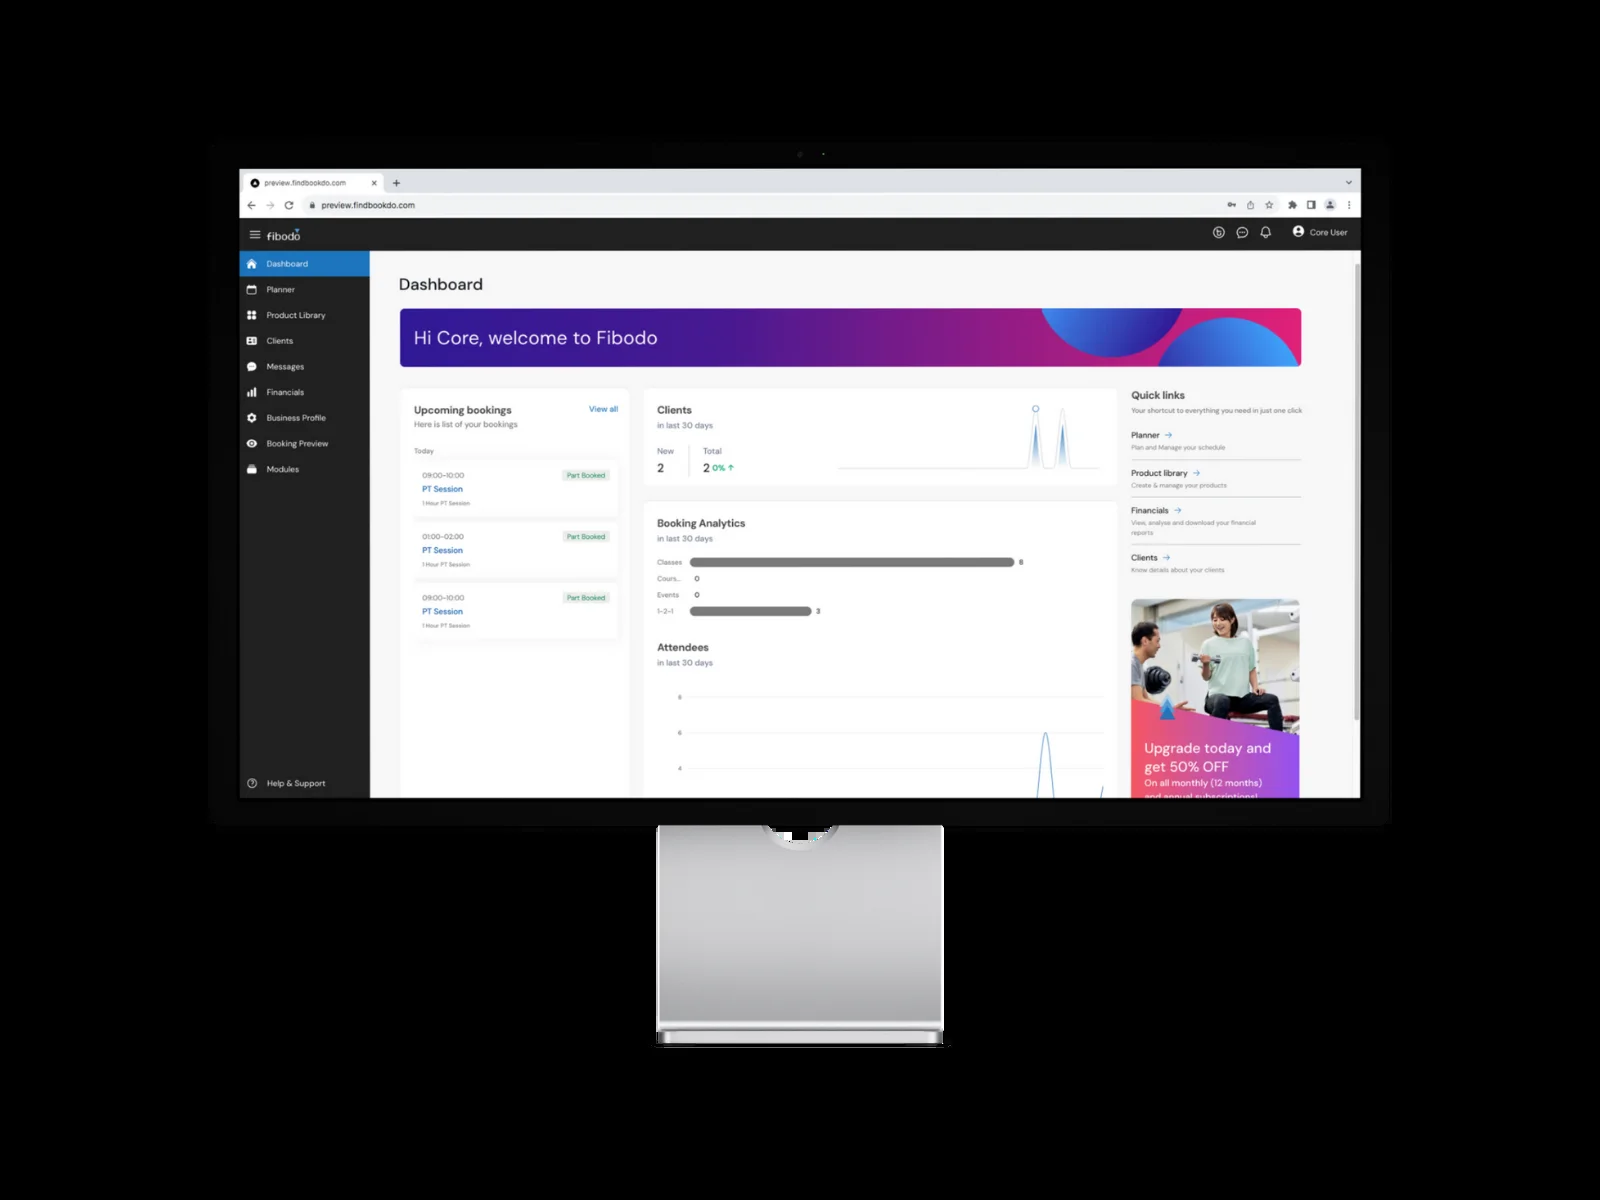 preview.findbookdo.com
preview.findbookdo.com
fibodo
Core User
Dashboard
Planner
Product Library
Clients
Messages
Financials
Business Profile
Booking Preview
Modules
Help & Support
Dashboard
Hi Core, welcome to Fibodo
Upcoming bookings
View all
Here is list of your bookings
Today
09:00-10:00
Part Booked
PT Session
1 Hour PT Session
01:00-02:00
Part Booked
PT Session
1 Hour PT Session
09:00-10:00
Part Booked
PT Session
1 Hour PT Session
Clients
in last 30 days
New
Total
2
2 0% ↑
Booking Analytics
in last 30 days
Classes 8
Cours... 0
Events 0
1-2-1 3
Attendees
in last 30 days
6
4
Quick links
Your shortcut to everything you need in just one click
Planner →
Plan and Manage your schedule
Product library →
Create & manage your products
Financials →
View, analyse and download your financial
reports
Clients →
Know details about your clients
Upgrade today and
get 50% OFF
On all monthly (12 months)
and annual subscriptions!